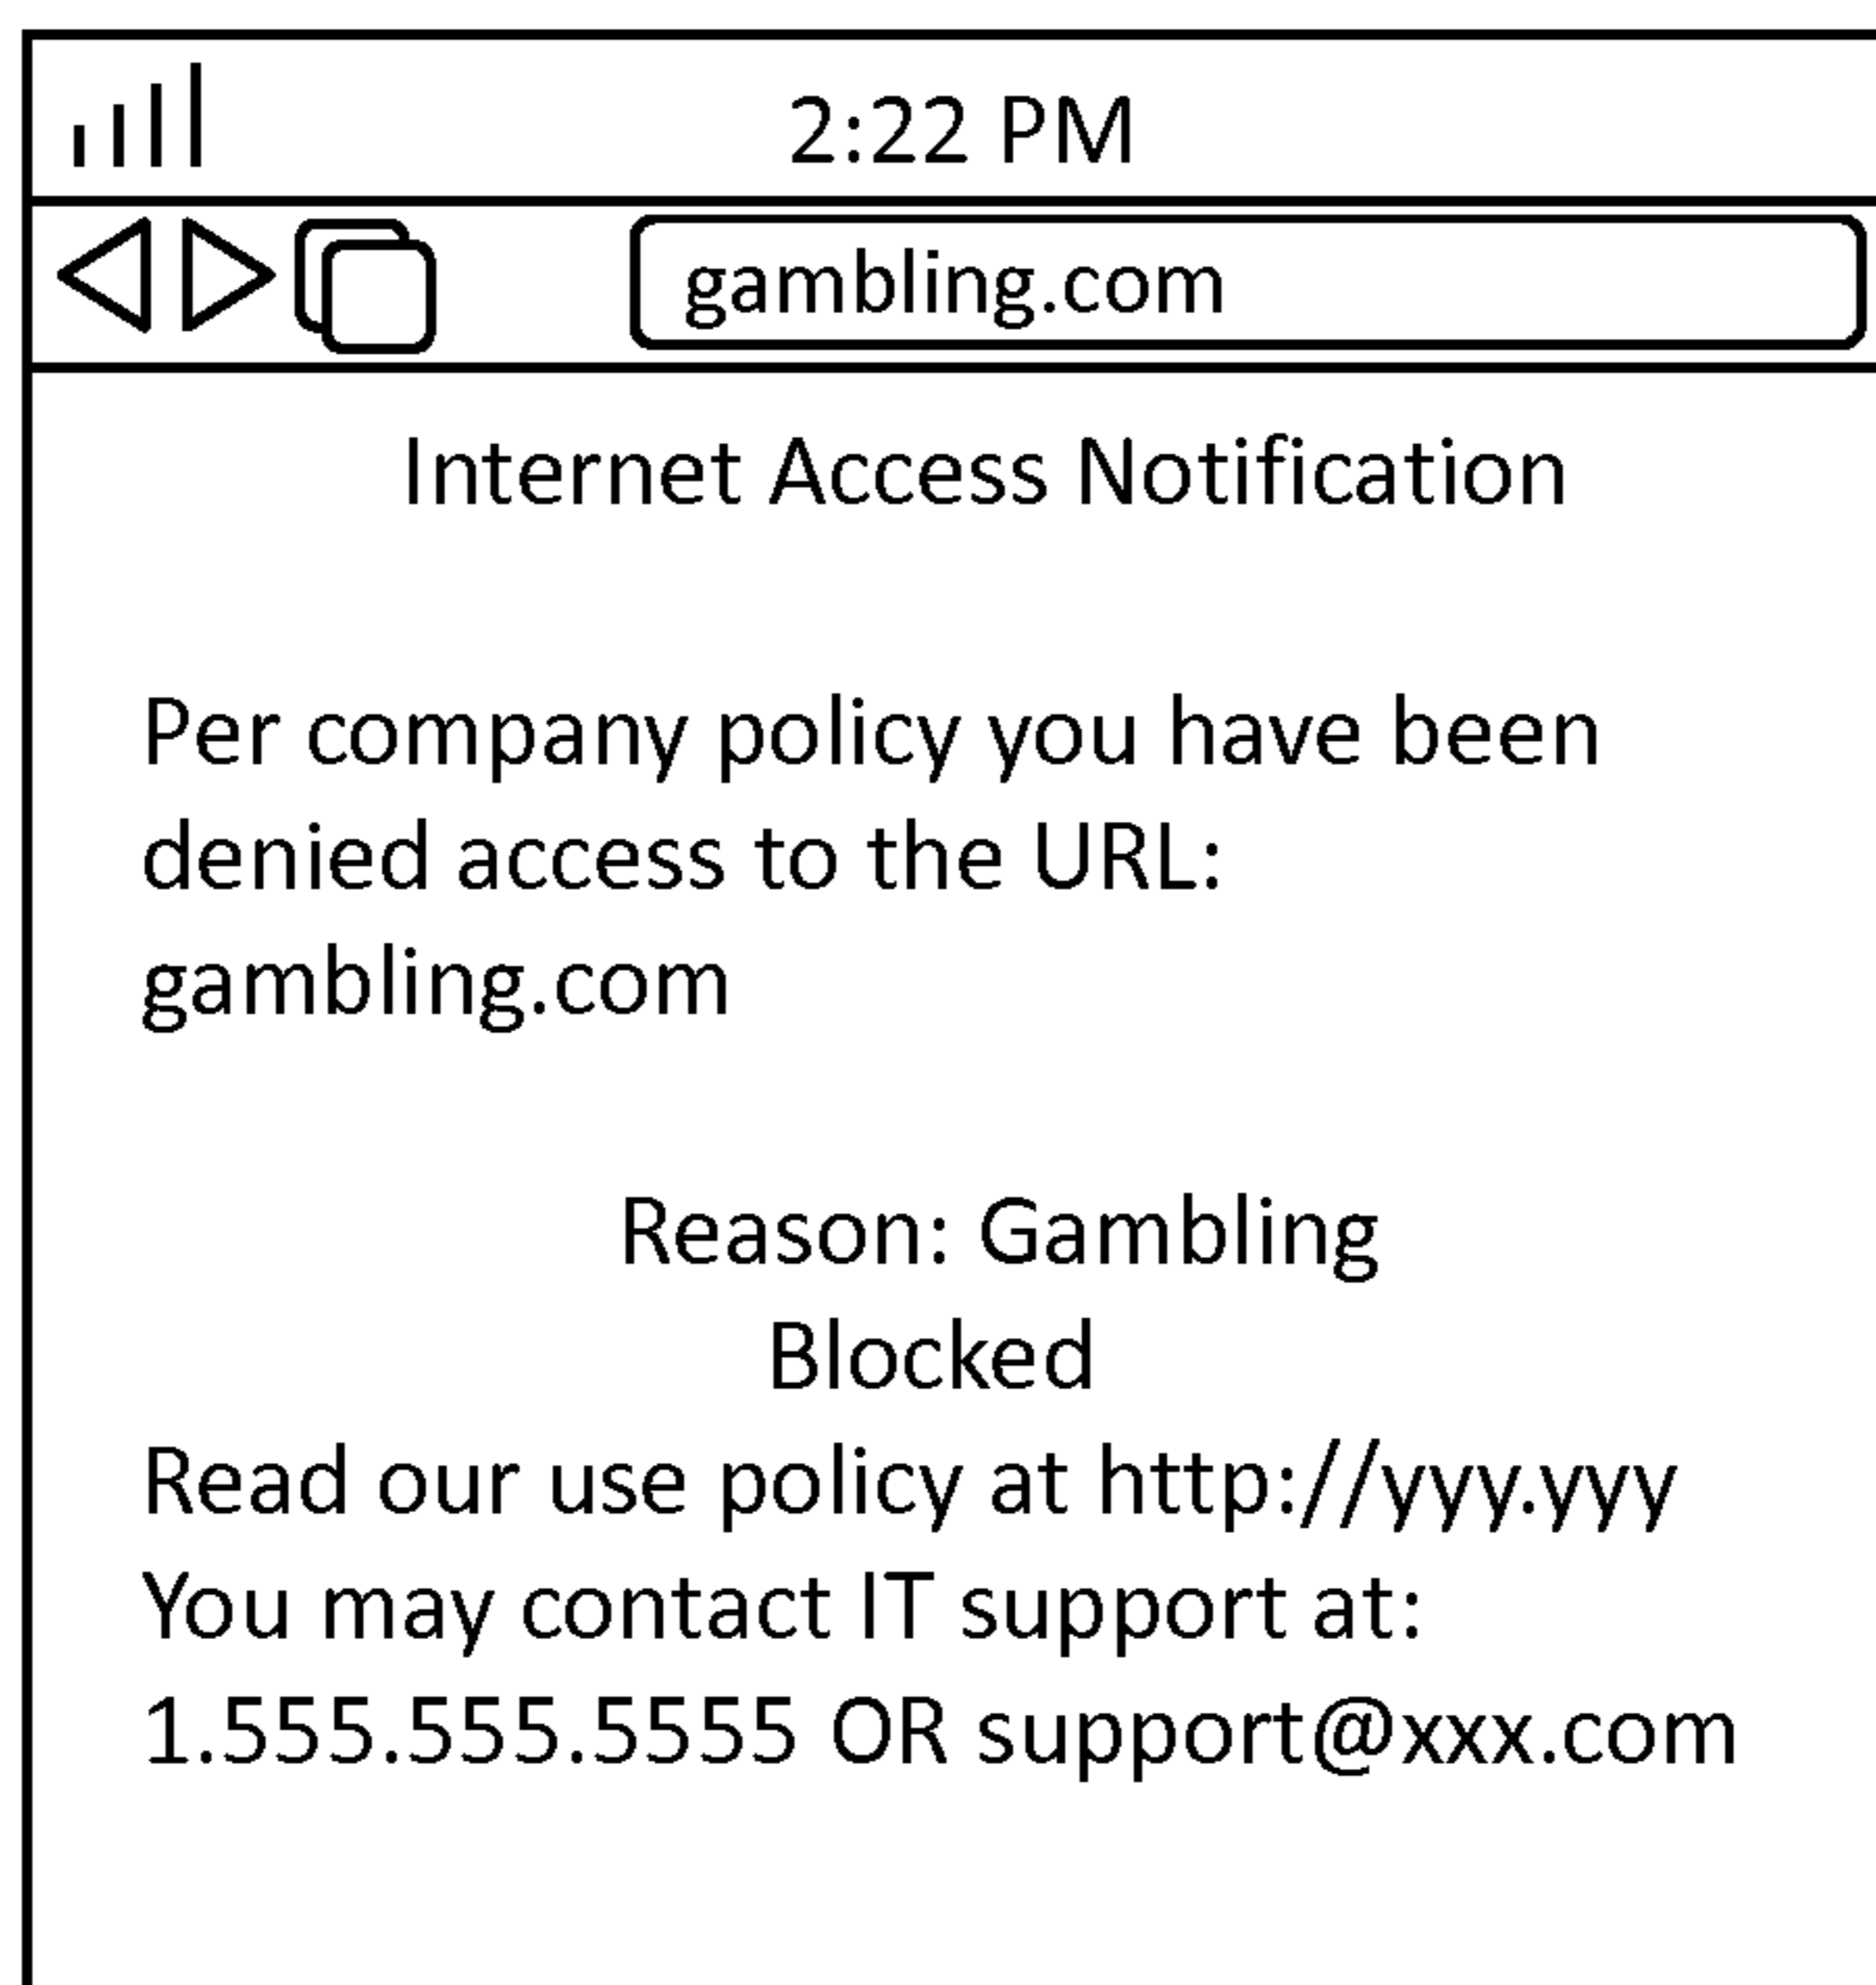 2:22 PM
gambling.com
Internet Access Notification
Per company policy you have been
denied access to the URL:
gambling.com
Reason: Gambling
Blocked
Read our use policy at http://yyy.yyy
You may contact IT support at:
1.555.555.5555 OR support@xxx.com